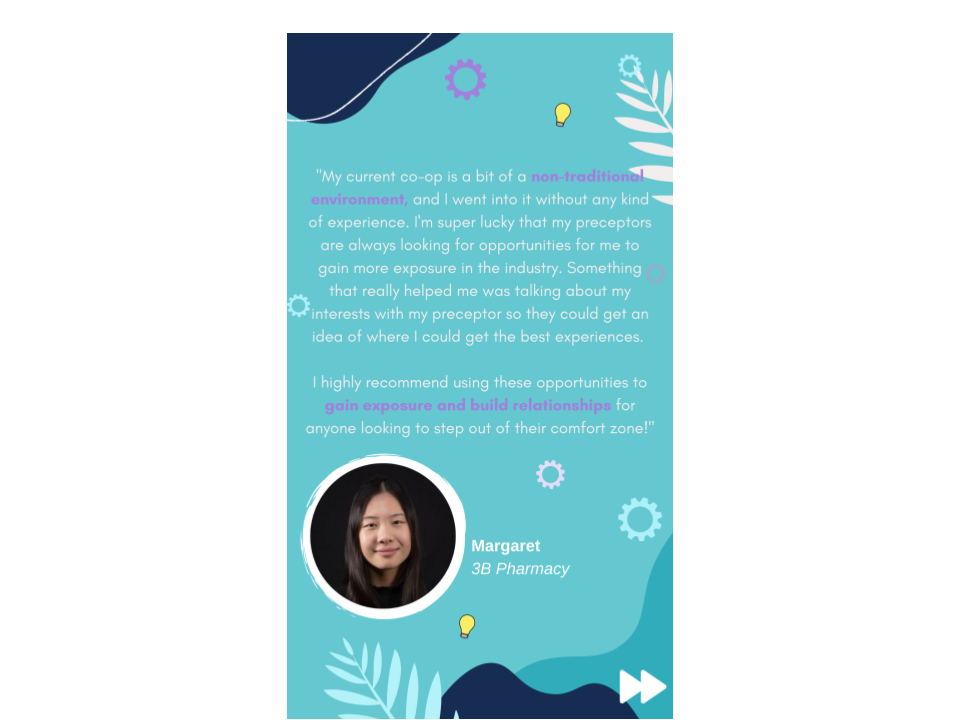 "My current co-op is a bit of a non-traditional
environment, and I went into it without any kind
of experience. I'm super lucky that my preceptors
are always looking for opportunities for me to
gain more exposure in the industry. Something
that really helped me was talking about my
interests with my preceptor so they could get an
idea of where I could get the best experiences.
I highly recommend using these opportunities to
gain exposure and build relationships for
anyone looking to step out of their comfort zone!"
Margaret
3B Pharmacy